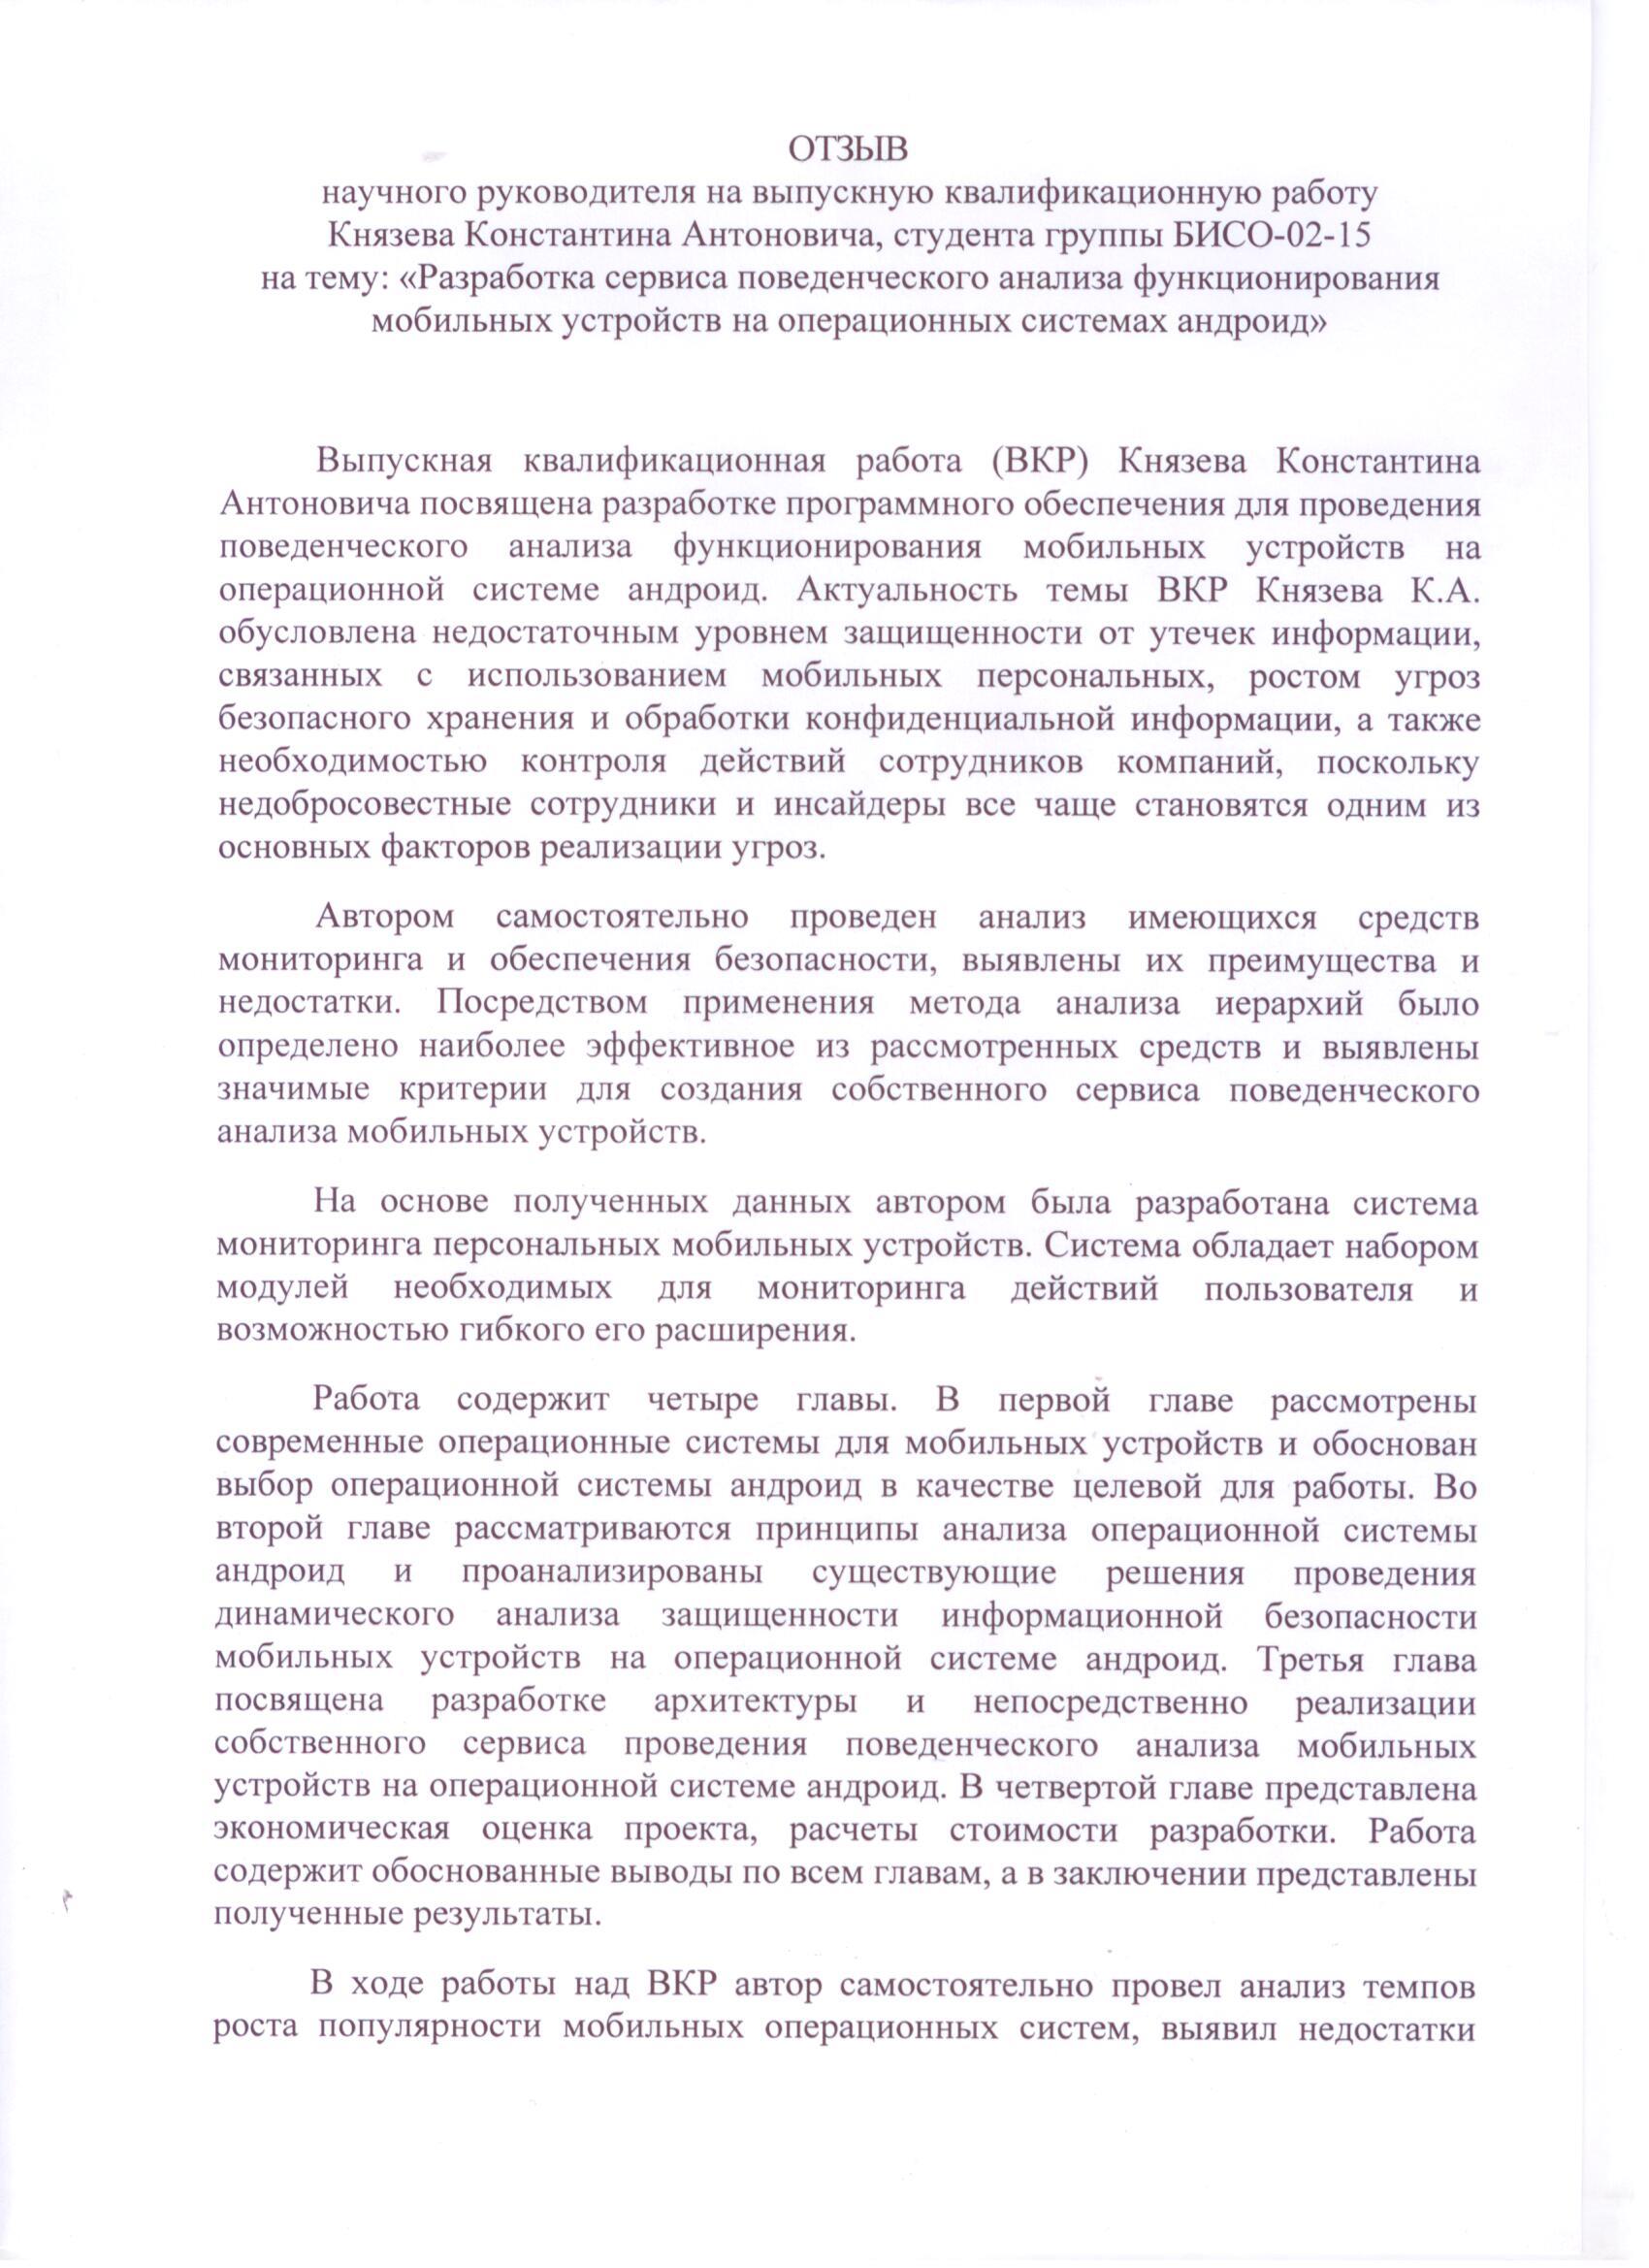 ОТЗЫВ
научного руководителя на выпускную квалификационную работу
Князева Константина Антоновича, студента группы БИСО-02-15
на тему: «Разработка сервиса поведенческого анализа функционирования
мобильных устройств на операционных системах андроид»
Выпускная квалификационная работа (ВКР) Князева Константина
Антоновича посвящена разработке программного обеспечения для проведения
поведенческого анализа функционирования мобильных устройств на
операционной системе андроид. Актуальность темы ВКР Князева К.А.
обусловлена недостаточным уровнем защищенности от утечек информации,
связанных с использованием мобильных персональных, ростом угроз
безопасного хранения и обработки конфиденциальной информации, а также
необходимостью контроля действий сотрудников компаний, поскольку
недобросовестные сотрудники и инсайдеры все чаще становятся одним из
основных факторов реализации угроз.
Автором самостоятельно проведен анализ имеющихся средств
мониторинга и обеспечения безопасности, выявлены их преимущества и
недостатки. Посредством применения метода анализа иерархий было
определено наиболее эффективное из рассмотренных средств и выявлены
значимые критерии для создания собственного сервиса поведенческого
анализа мобильных устройств.
На основе полученных данных автором была разработана система
мониторинга персональных мобильных устройств. Система обладает набором
модулей необходимых для мониторинга действий пользователя и
возможностью гибкого его расширения.
Работа содержит четыре главы. В первой главе рассмотрены
современные операционные системы для мобильных устройств и обоснован
выбор операционной системы андроид в качестве целевой для работы. Во
второй главе рассматриваются принципы анализа операционной системы
андроид и проанализированы существующие решения проведения
динамического анализа защищенности информационной безопасности
мобильных устройств на операционной системе андроид. Третья глава
посвящена разработке архитектуры и непосредственно реализации
собственного сервиса проведения поведенческого анализа мобильных
устройств на операционной системе андроид. В четвертой главе представлена
экономическая оценка проекта, расчеты стоимости разработки. Работа
содержит обоснованные выводы по всем главам, а в заключении представлены
полученные результаты.
В ходе работы над ВКР автор самостоятельно провел анализ темпов
роста популярности мобильных операционных систем, выявил недостатки